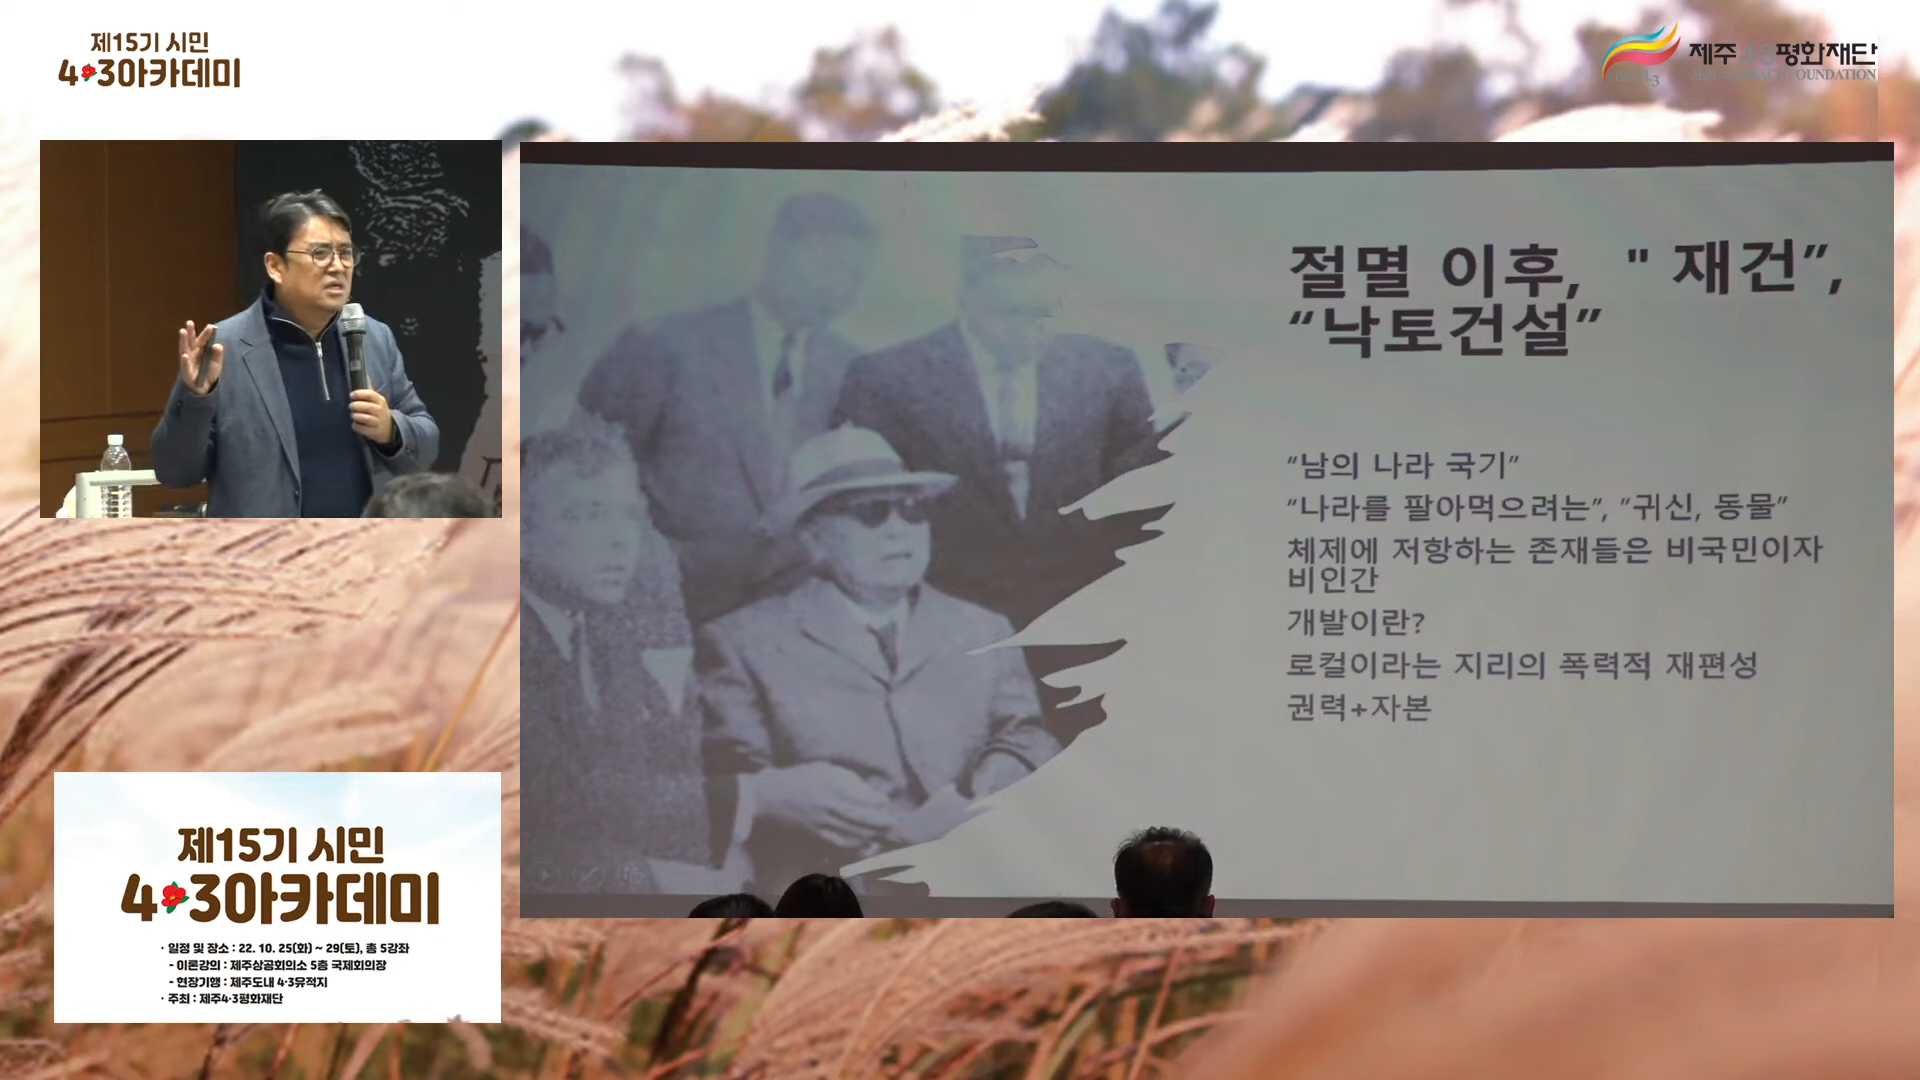 제15기 시민
4·3아카데미
제주4·3평화재단
JEJU 4·3 PEACE FOUNDATION
절멸 이후, " 재건”,
“낙토건설”
“남의 나라 국기”
“나라를 팔아먹으려는”, “귀신, 동물”
체제에 저항하는 존재들은 비국민이자
비인간
개발이란?
로컬이라는 지리의 폭력적 재편성
권력+자본
제15기 시민
4·3아카데미
· 일정 및 장소 : 22. 10. 25(화) ~ 29(토), 총 5강좌
- 이론강의 : 제주상공회의소 5층 국제회의장
- 현장기행 : 제주도내 4·3유적지
· 주최 : 제주4·3평화재단